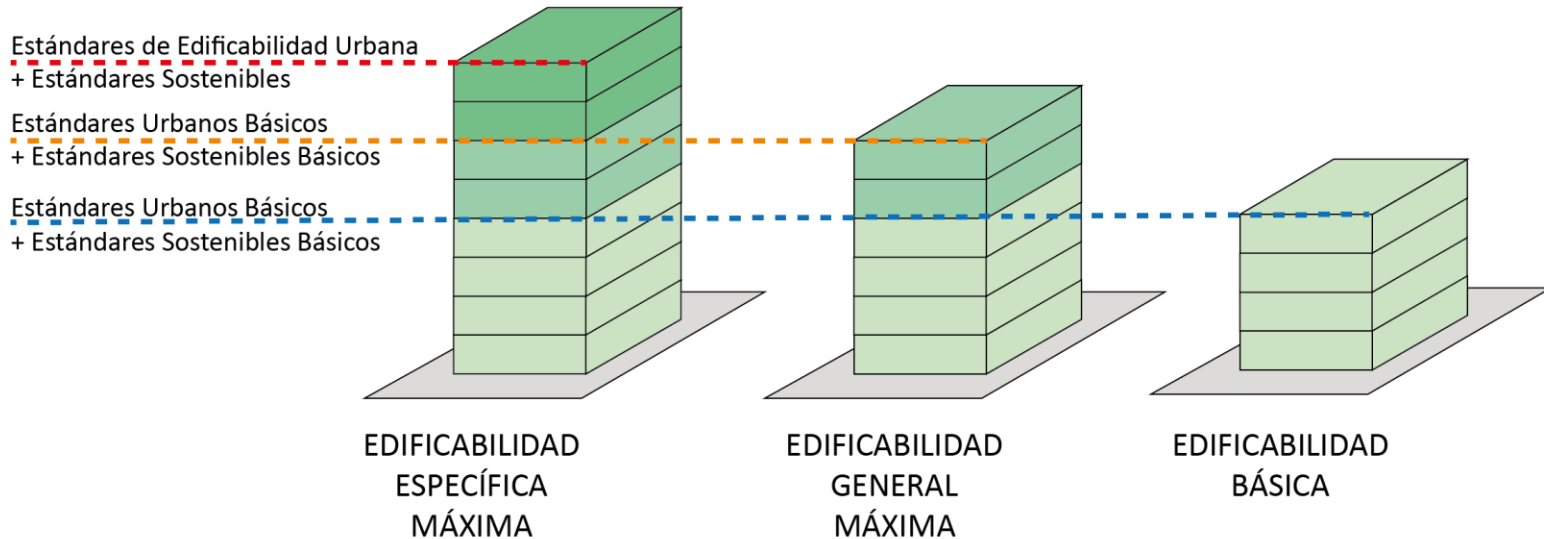 Estándares de Edificabilidad Urbana
+ Estándares Sostenibles
Estándares Urbanos Básicos
+ Estándares Sostenibles Básicos
Estándares Urbanos Básicos
+ Estándares Sostenibles Básicos
EDIFICABILIDAD
ESPECÍFICA
MÁXIMA
EDIFICABILIDAD
GENERAL
MÁXIMA
EDIFICABILIDAD
BÁSICA